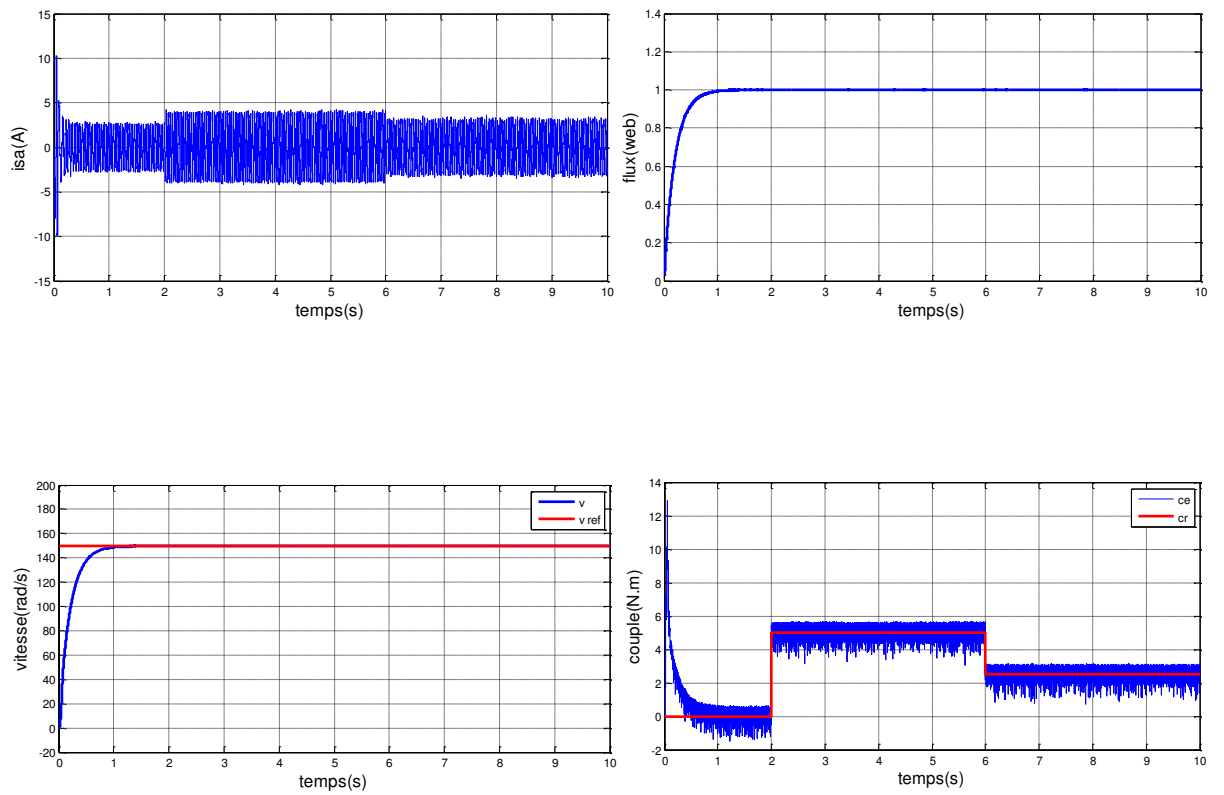 15
10
5
0
-5
-10
-15
isa(A)
0 1 2 3 4 5 6 7 8 9 10
temps(s)
1.4
1.2
1
0.8
0.6
0.4
0.2
0
flux(web)
0 1 2 3 4 5 6 7 8 9 10
temps(s)
200
180
160
140
120
100
80
60
40
20
0
-20
vitesse(rad/s)
v
v ref
0 1 2 3 4 5 6 7 8 9 10
temps(s)
14
12
10
8
6
4
2
0
-2
couple(N.m)
ce
cr
0 1 2 3 4 5 6 7 8 9 10
temps(s)